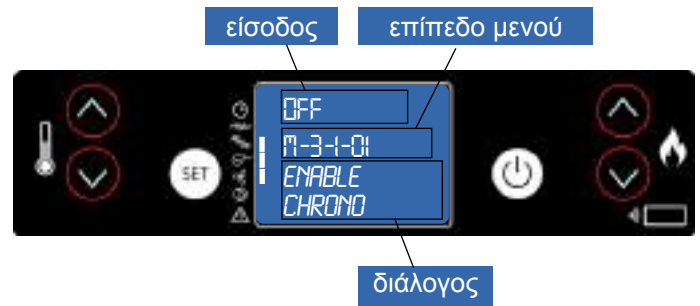 είσοδος
επίπεδο μενού
OFF
M-3-1-01
SET
ENABLE
CHRONO
διάλογος